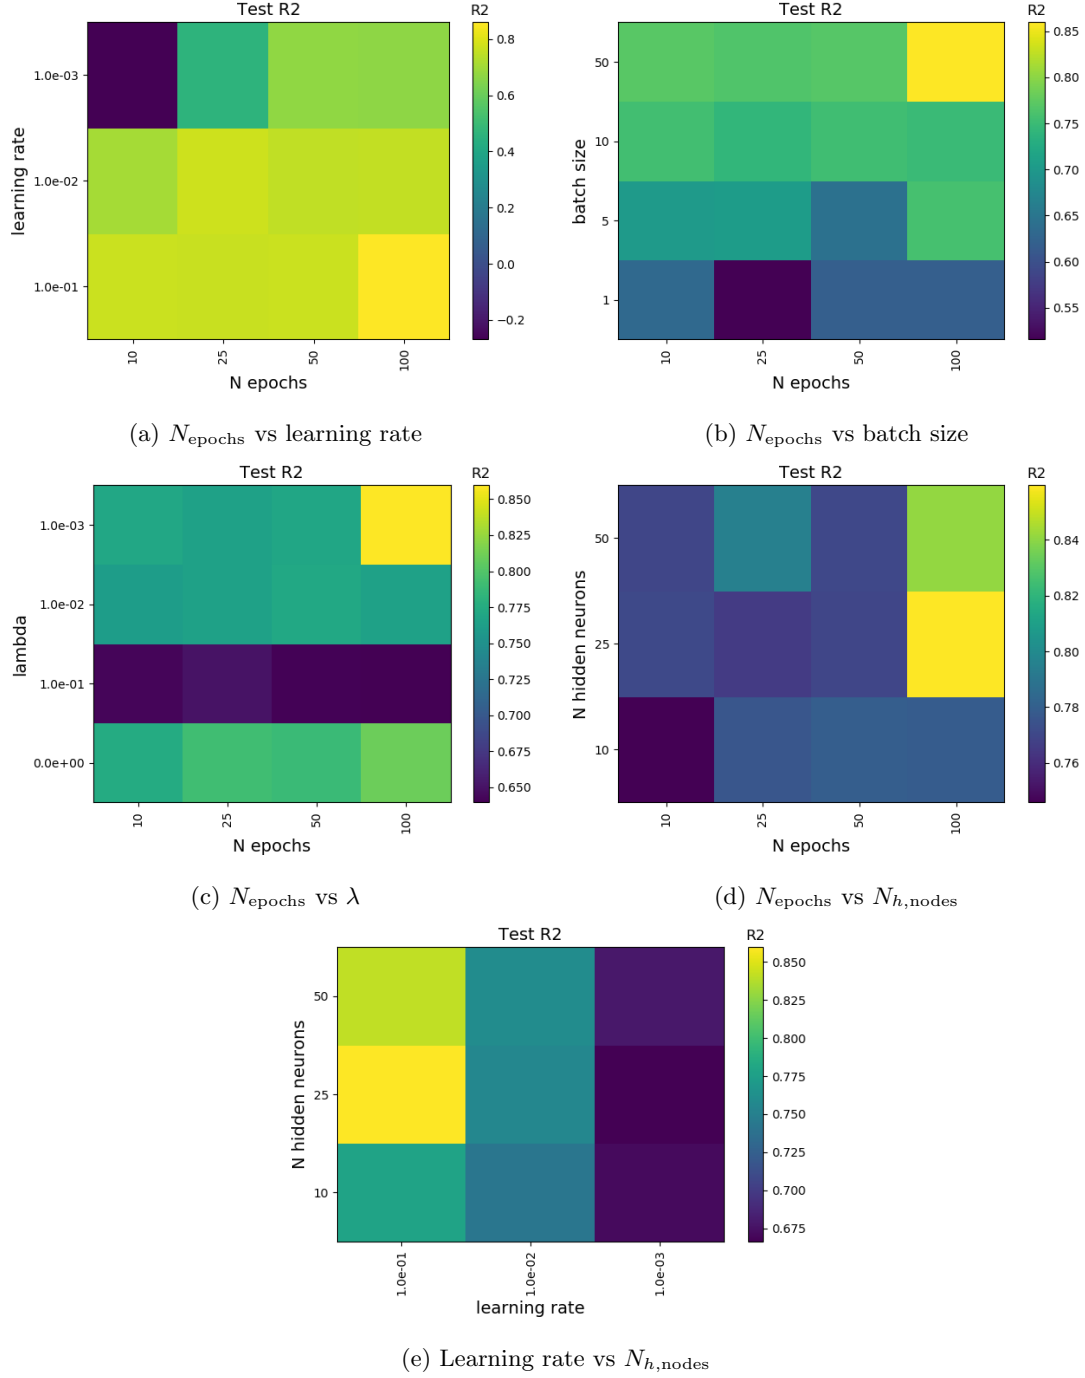 Test R2
R2
learning rate
1.0e-03
1.0e-02
1.0e-01
0.8
0.6
0.4
0.2
0.0
−0.2
10
25
50
100
N epochs
(a) N_epochs vs learning rate
Test R2
R2
batch size
50
10
5
1
0.85
0.80
0.75
0.70
0.65
0.60
0.55
10
25
50
100
N epochs
(b) N_epochs vs batch size
Test R2
R2
lambda
1.0e-03
1.0e-02
1.0e-01
0.0e+00
0.850
0.825
0.800
0.775
0.750
0.725
0.700
0.675
0.650
10
25
50
100
N epochs
(c) N_epochs vs λ
Test R2
R2
N hidden neurons
50
25
10
0.84
0.82
0.80
0.78
0.76
10
25
50
100
N epochs
(d) N_epochs vs N_h,nodes
Test R2
R2
N hidden neurons
50
25
10
0.850
0.825
0.800
0.775
0.750
0.725
0.700
0.675
1.0e-01
1.0e-02
1.0e-03
learning rate
(e) Learning rate vs N_h,nodes